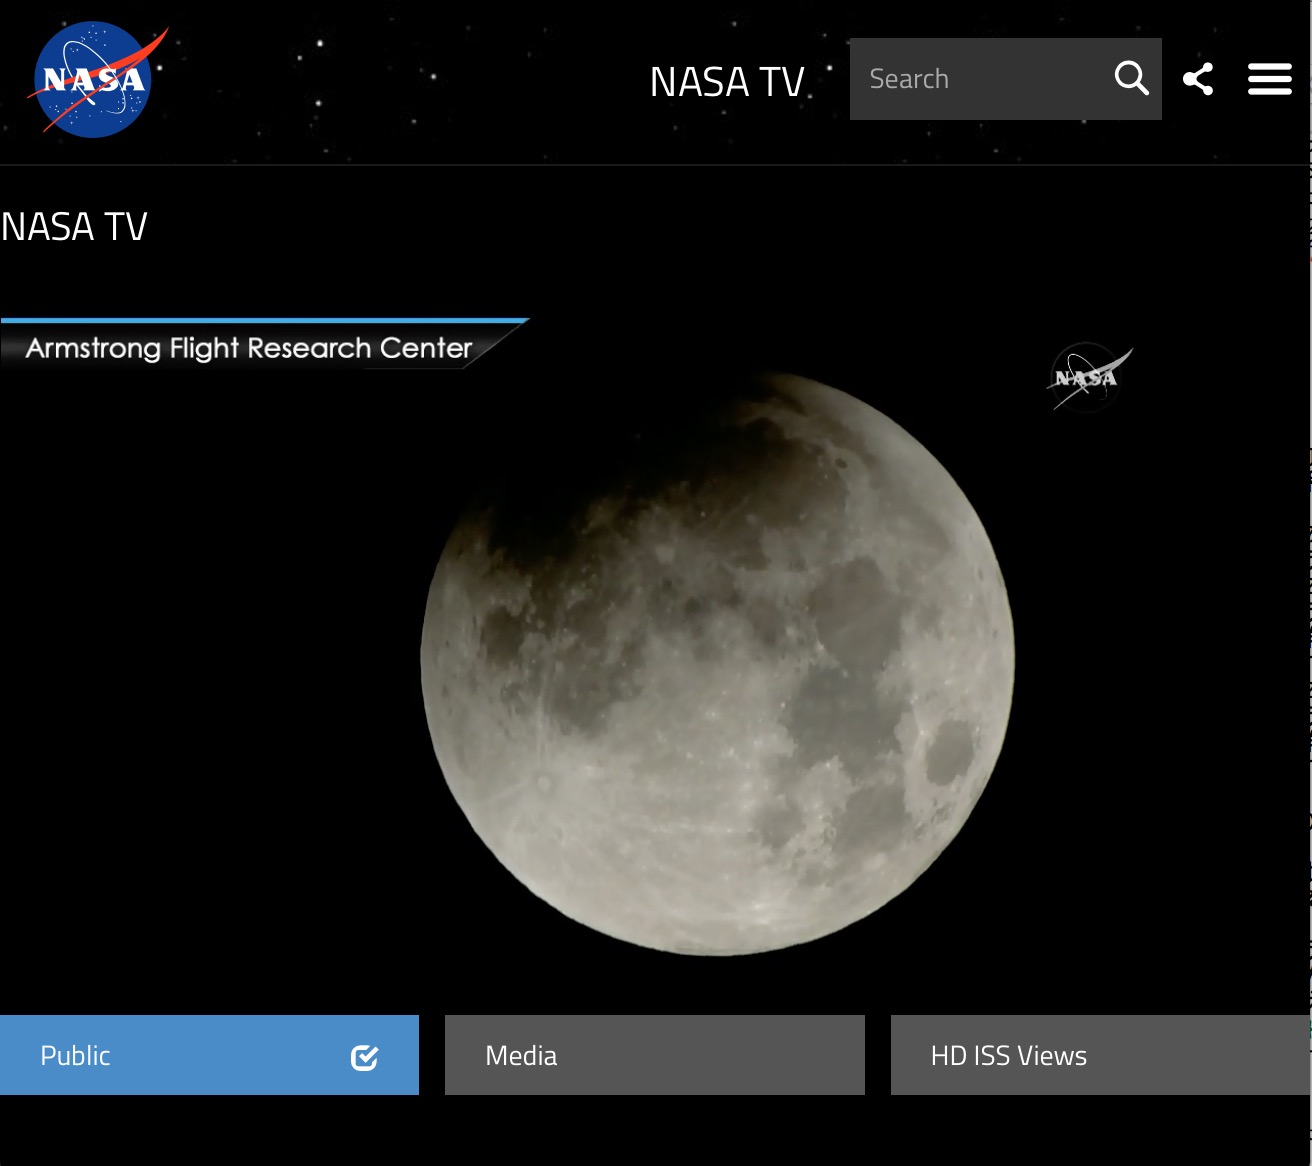 NASA
NASA TV
Search
NASA TV
Armstrong Flight Research Center
NASA
Public
Media
HD ISS Views